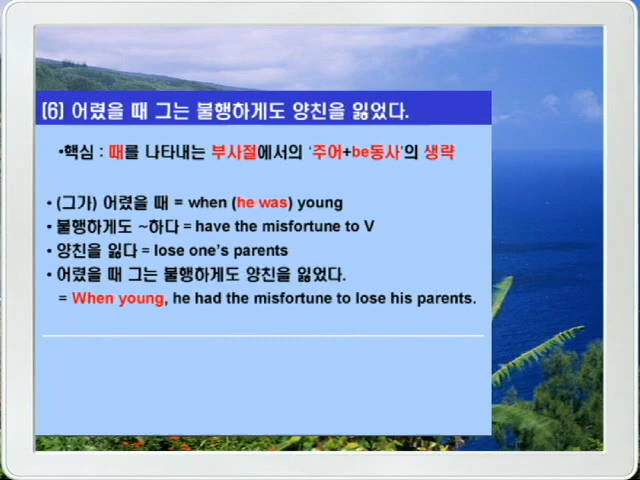 [6] 어렸을 때 그는 불행하게도 양친을 잃었다.
•핵심 : 때를 나타내는 부사절에서의 ‘주어+be동사’의 생략
• (그가) 어렸을 때 = when (he was) young
• 불행하게도 ~하다 = have the misfortune to V
• 양친을 잃다 = lose one’s parents
• 어렸을 때 그는 불행하게도 양친을 잃었다.
= When young, he had the misfortune to lose his parents.